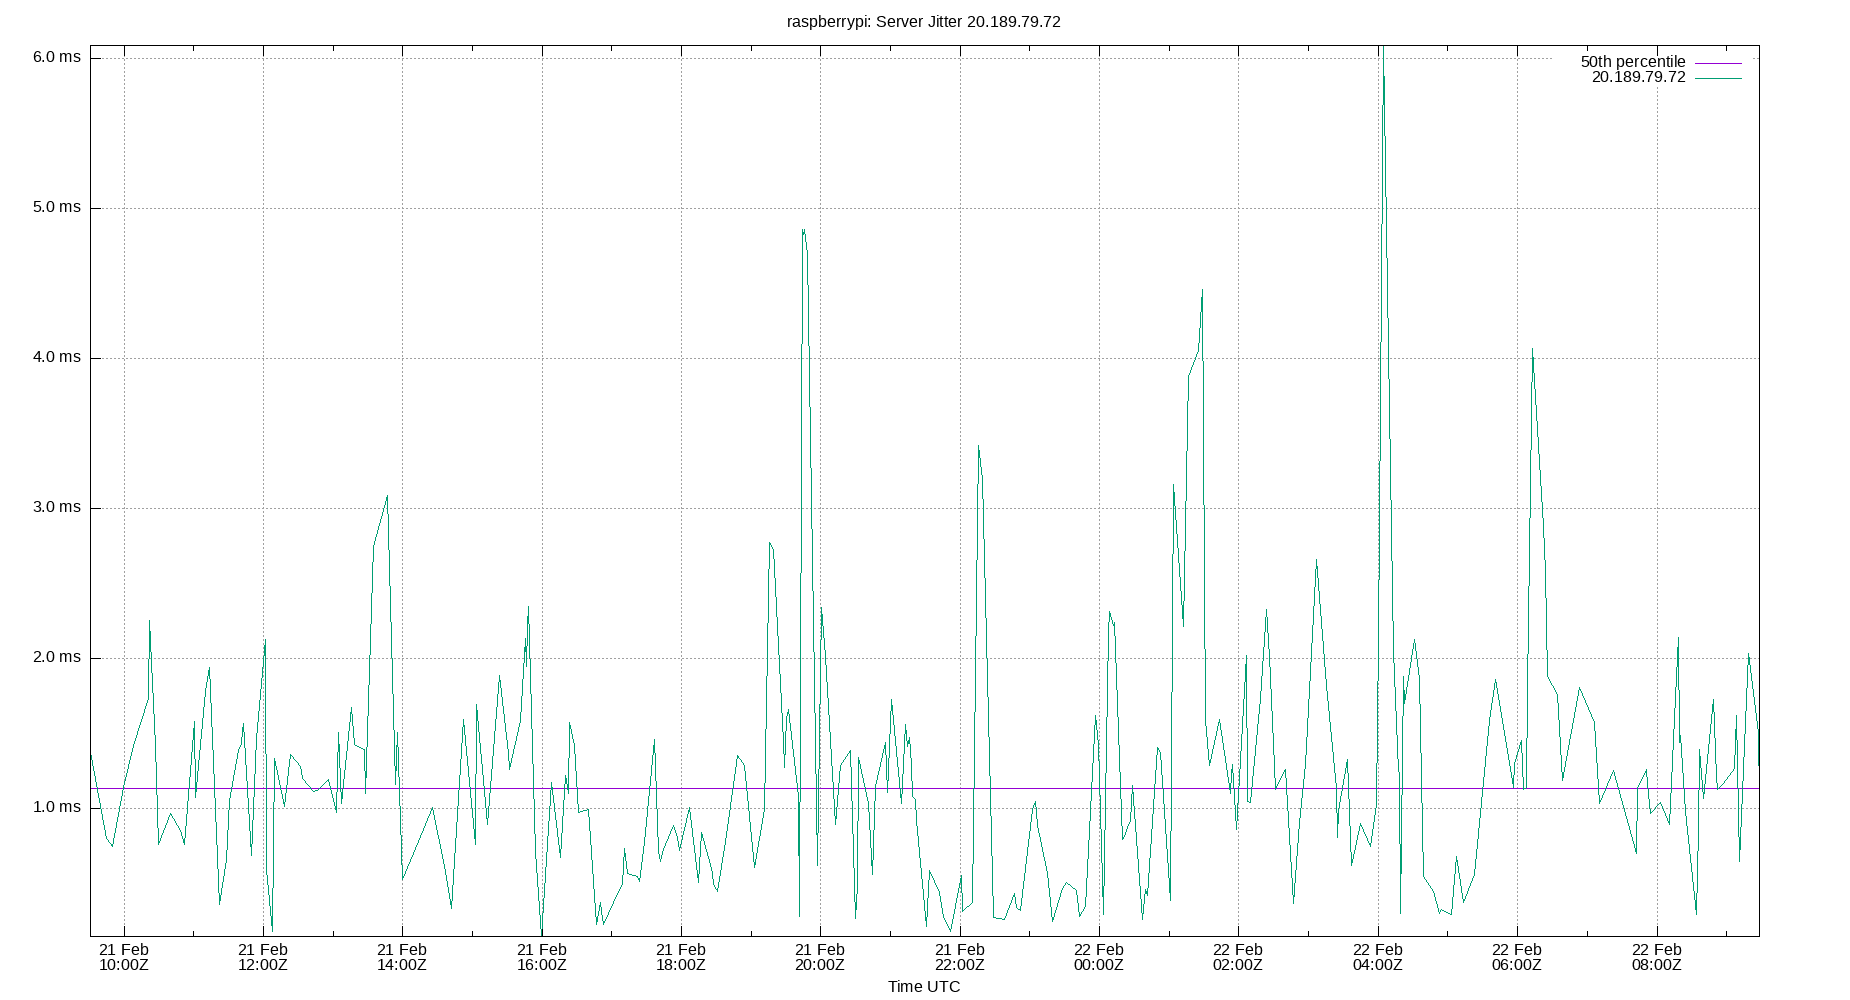 raspberrypi: Server Jitter 20.189.79.72
6.0 ms
5.0 ms
4.0 ms
3.0 ms
2.0 ms
1.0 ms
50th percentile
20.189.79.72
21 Feb 21 Feb 21 Feb 21 Feb 21 Feb 21 Feb 21 Feb 22 Feb 22 Feb 22 Feb 22 Feb 22 Feb
10:00Z 12:00Z 14:00Z 16:00Z 18:00Z 20:00Z 22:00Z 00:00Z 02:00Z 04:00Z 06:00Z 08:00Z
Time UTC